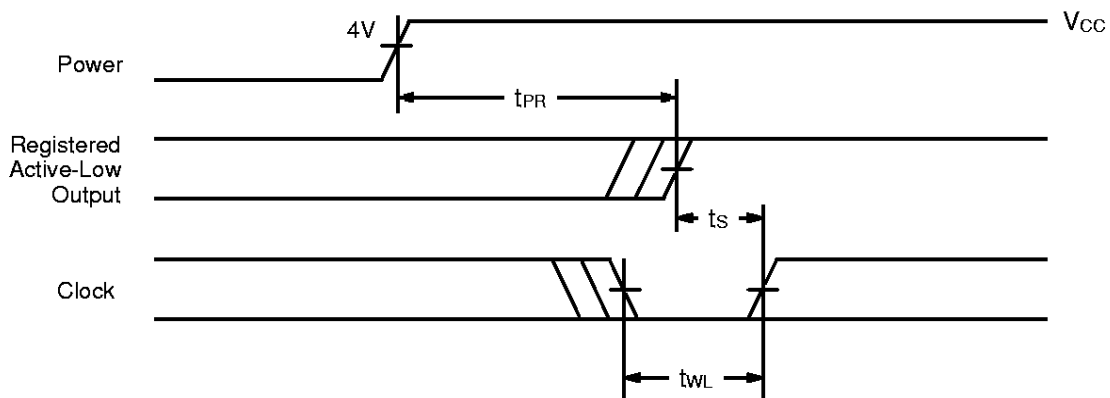 4V
VCC
Power
tPR
Registered
Active-Low
Output
tS
Clock
tWL